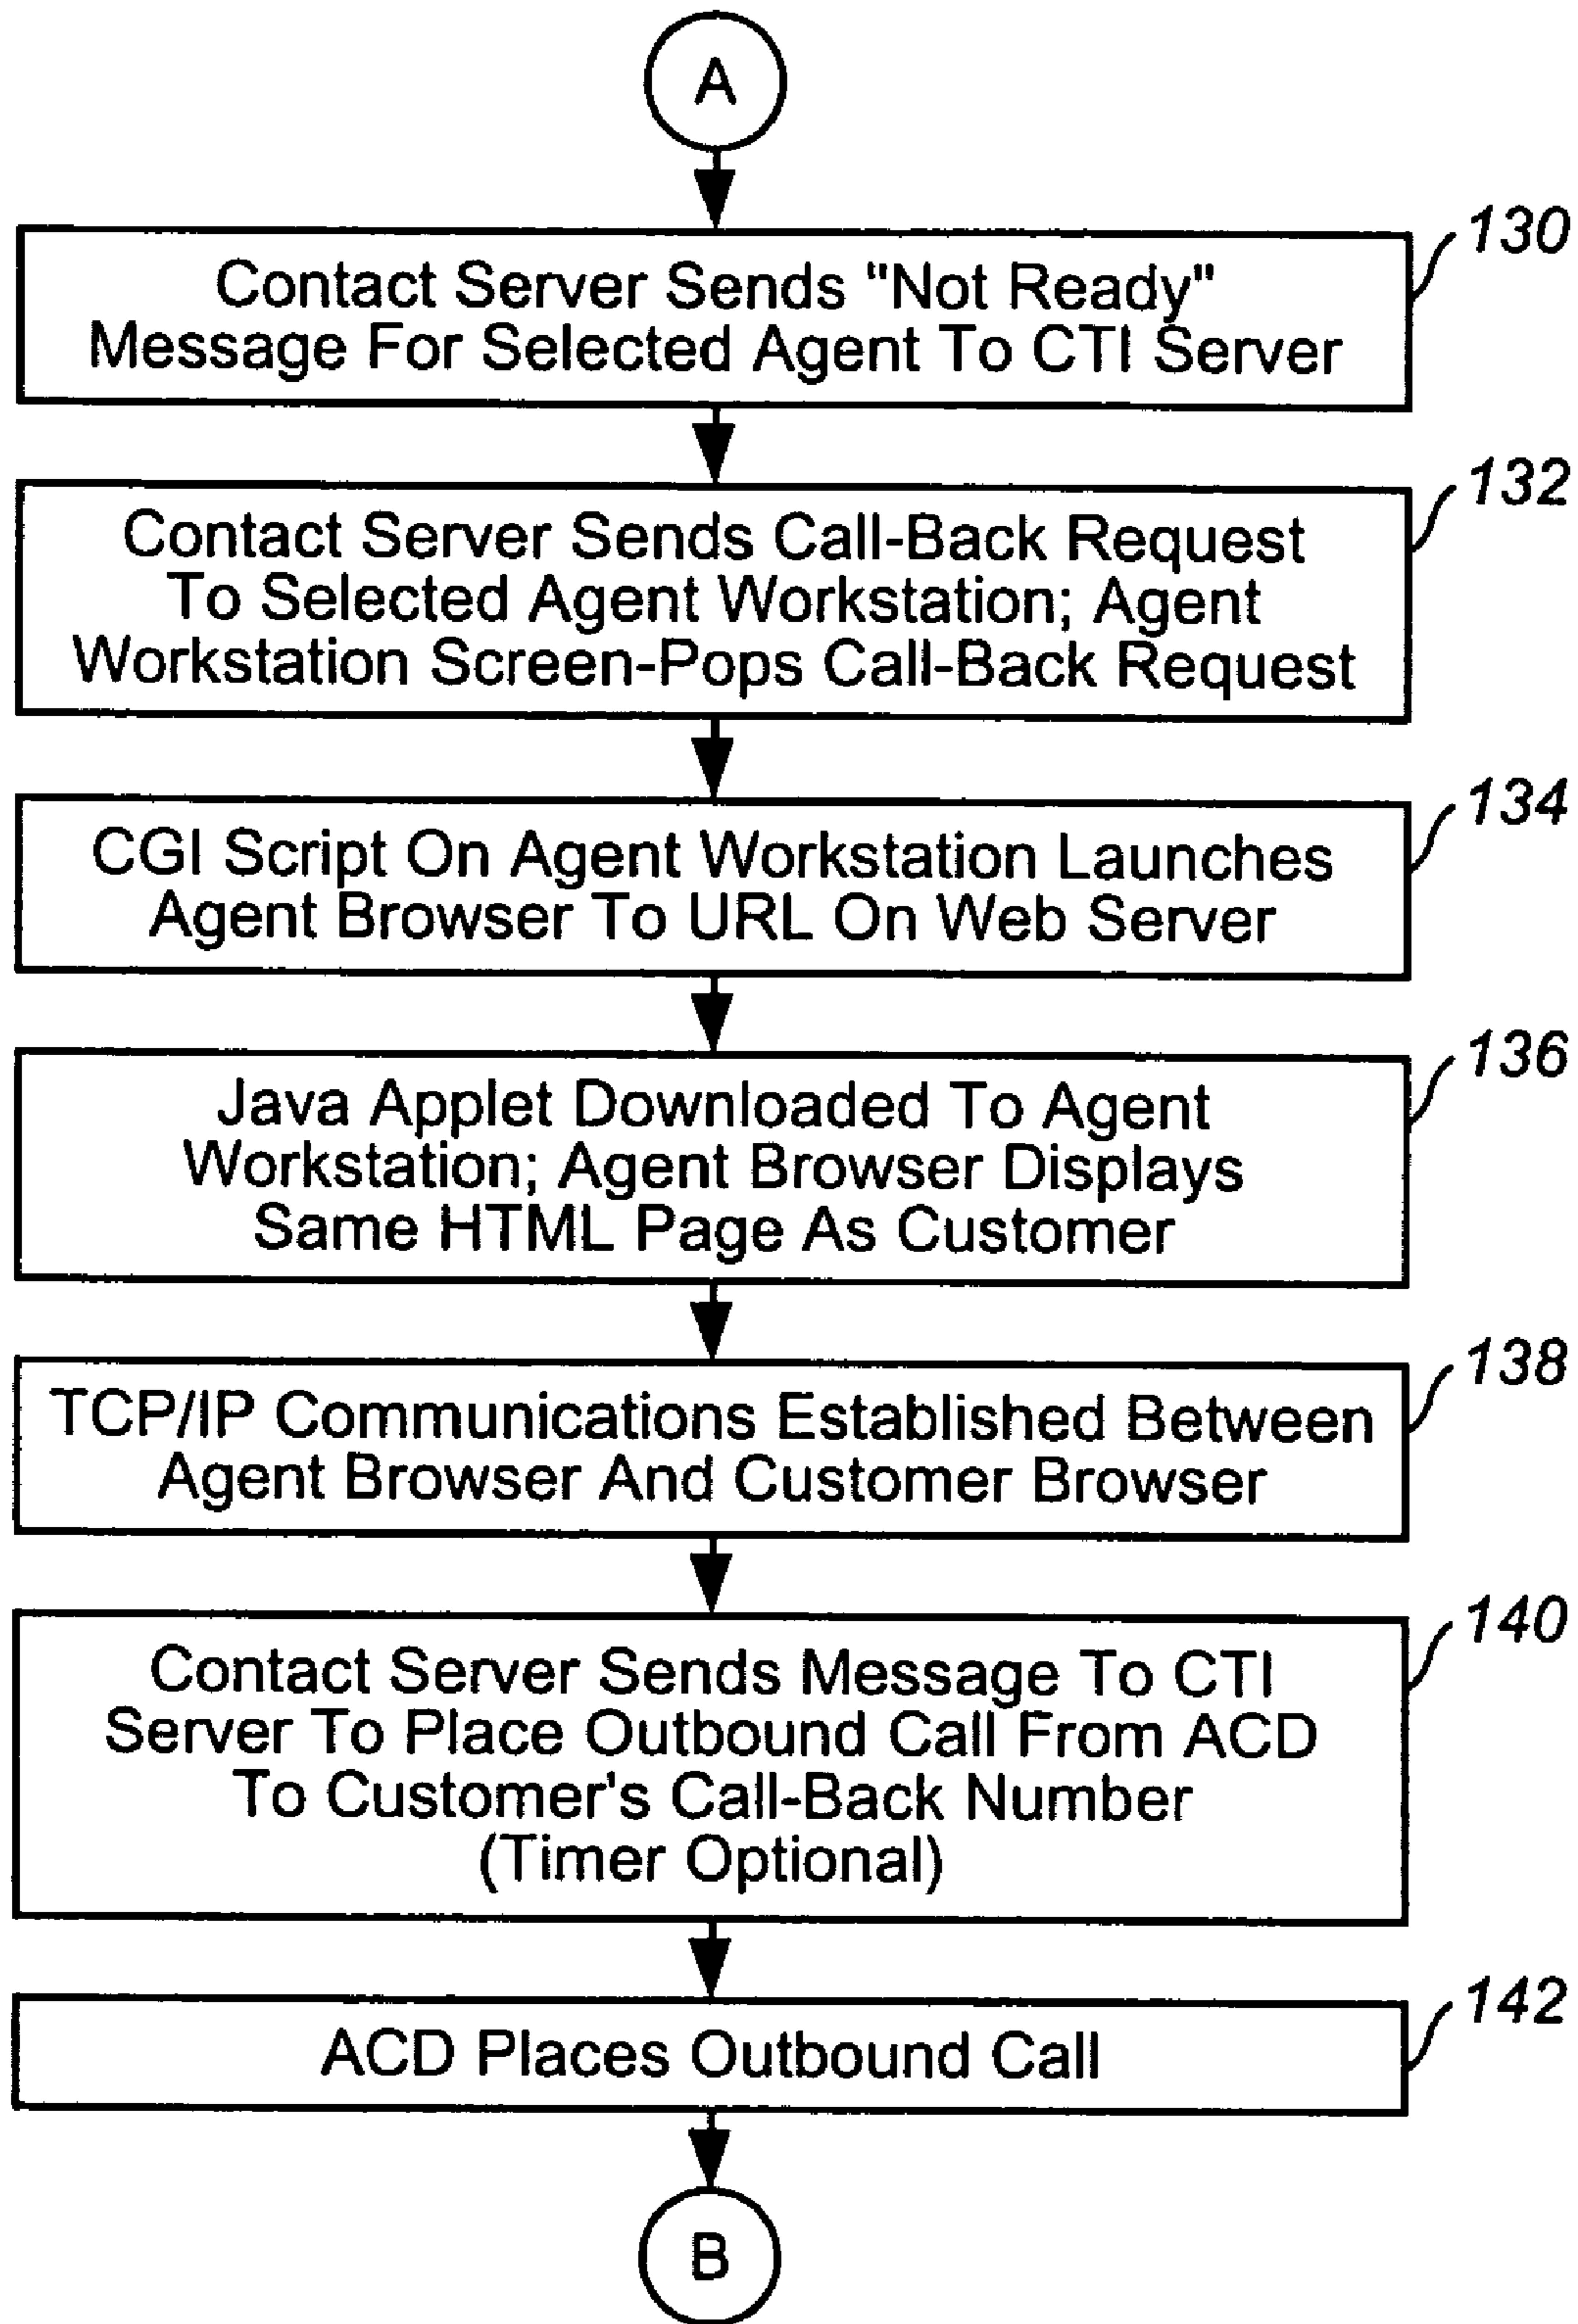 A
130
Contact Server Sends "Not Ready"
Message For Selected Agent To CTI Server
132
Contact Server Sends Call-Back Request
To Selected Agent Workstation; Agent
Workstation Screen-Pops Call-Back Request
134
CGI Script On Agent Workstation Launches
Agent Browser To URL On Web Server
136
Java Applet Downloaded To Agent
Workstation; Agent Browser Displays
Same HTML Page As Customer
138
TCP/IP Communications Established Between
Agent Browser And Customer Browser
140
Contact Server Sends Message To CTI
Server To Place Outbound Call From ACD
To Customer's Call-Back Number
(Timer Optional)
142
ACD Places Outbound Call
B